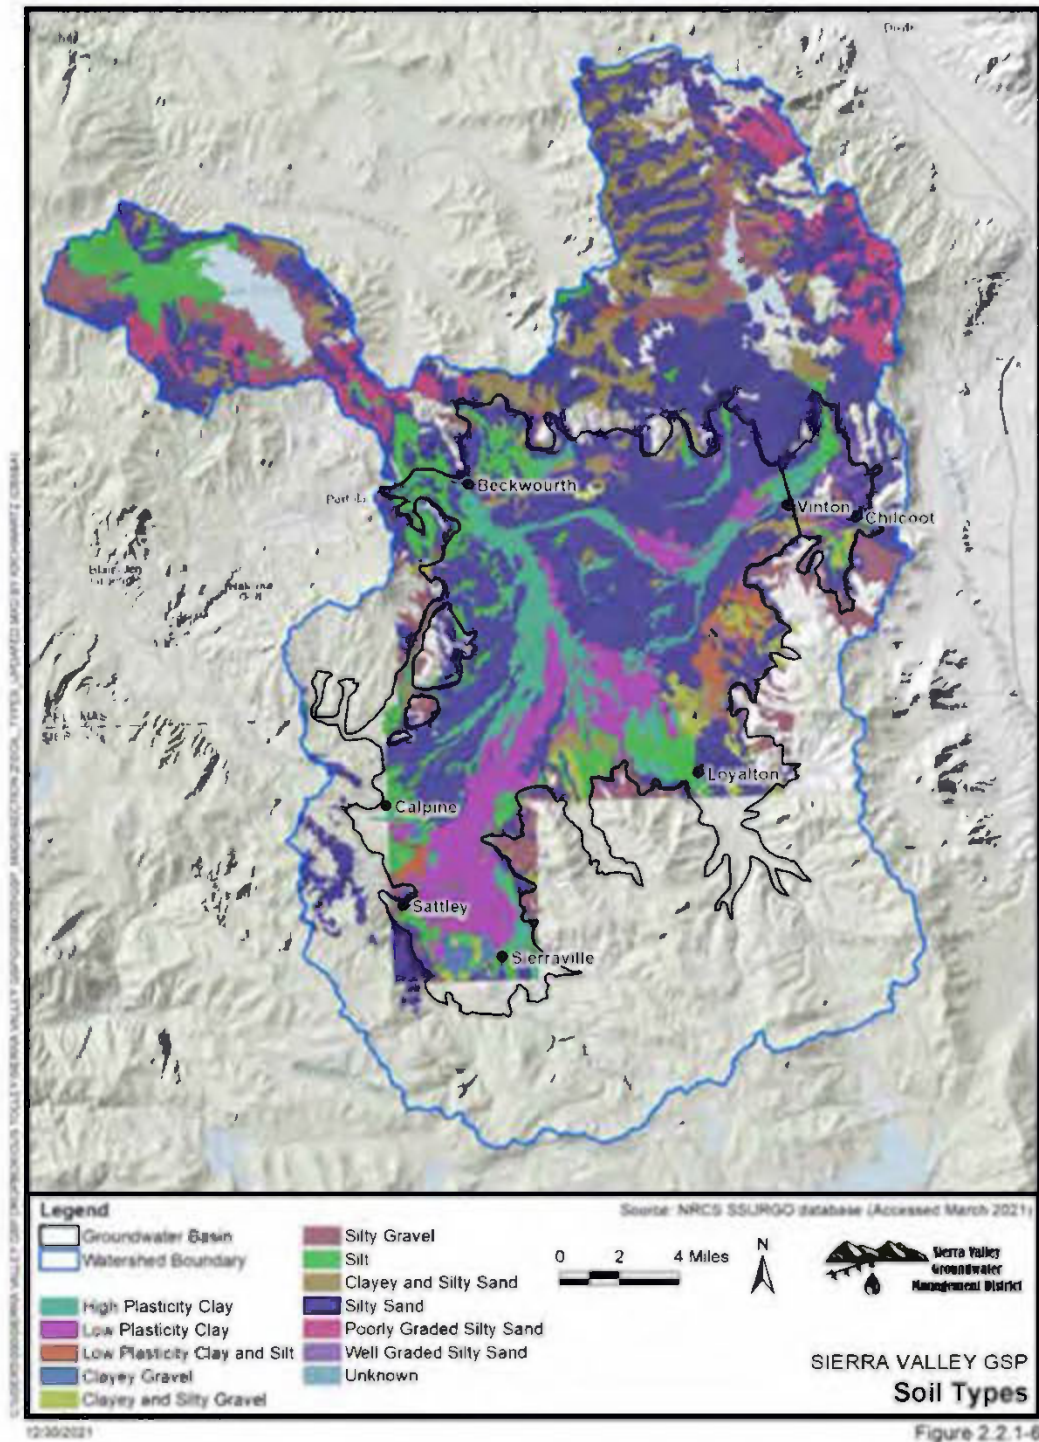 Beckwourth
Vinton
Chilcoot
Loyalton
Calpine
Sattley
Sierraville
Legend
Groundwater Basin
Watershed Boundary
High Plasticity Clay
Low Plasticity Clay
Low Plasticity Clay and Silt
Clayey Gravel
Clayey and Silty Gravel
Silty Gravel
Silt
Clayey and Silty Sand
Silty Sand
Poorly Graded Silty Sand
Well Graded Silty Sand
Unknown
Source: NRCS SSURGO database (Accessed March 2021)
0 2 4 Miles
N
Sierra Valley
Groundwater
Management District
SIERRA VALLEY GSP
Soil Types
12/30/2021
Figure 2.2.1-6